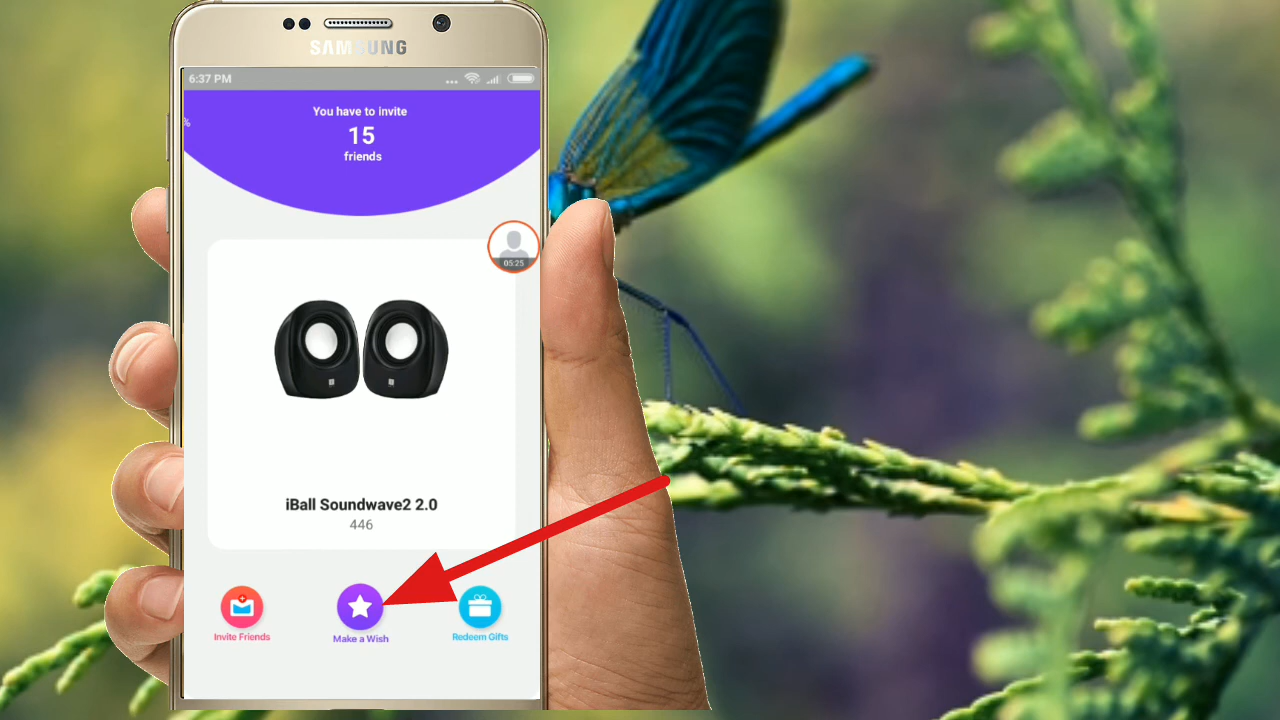 SAMSUNG
6:37 PM
%
You have to invite
15
friends
05:25
iBall Soundwave2 2.0
446
Invite Friends
Make a Wish
Redeem Gifts